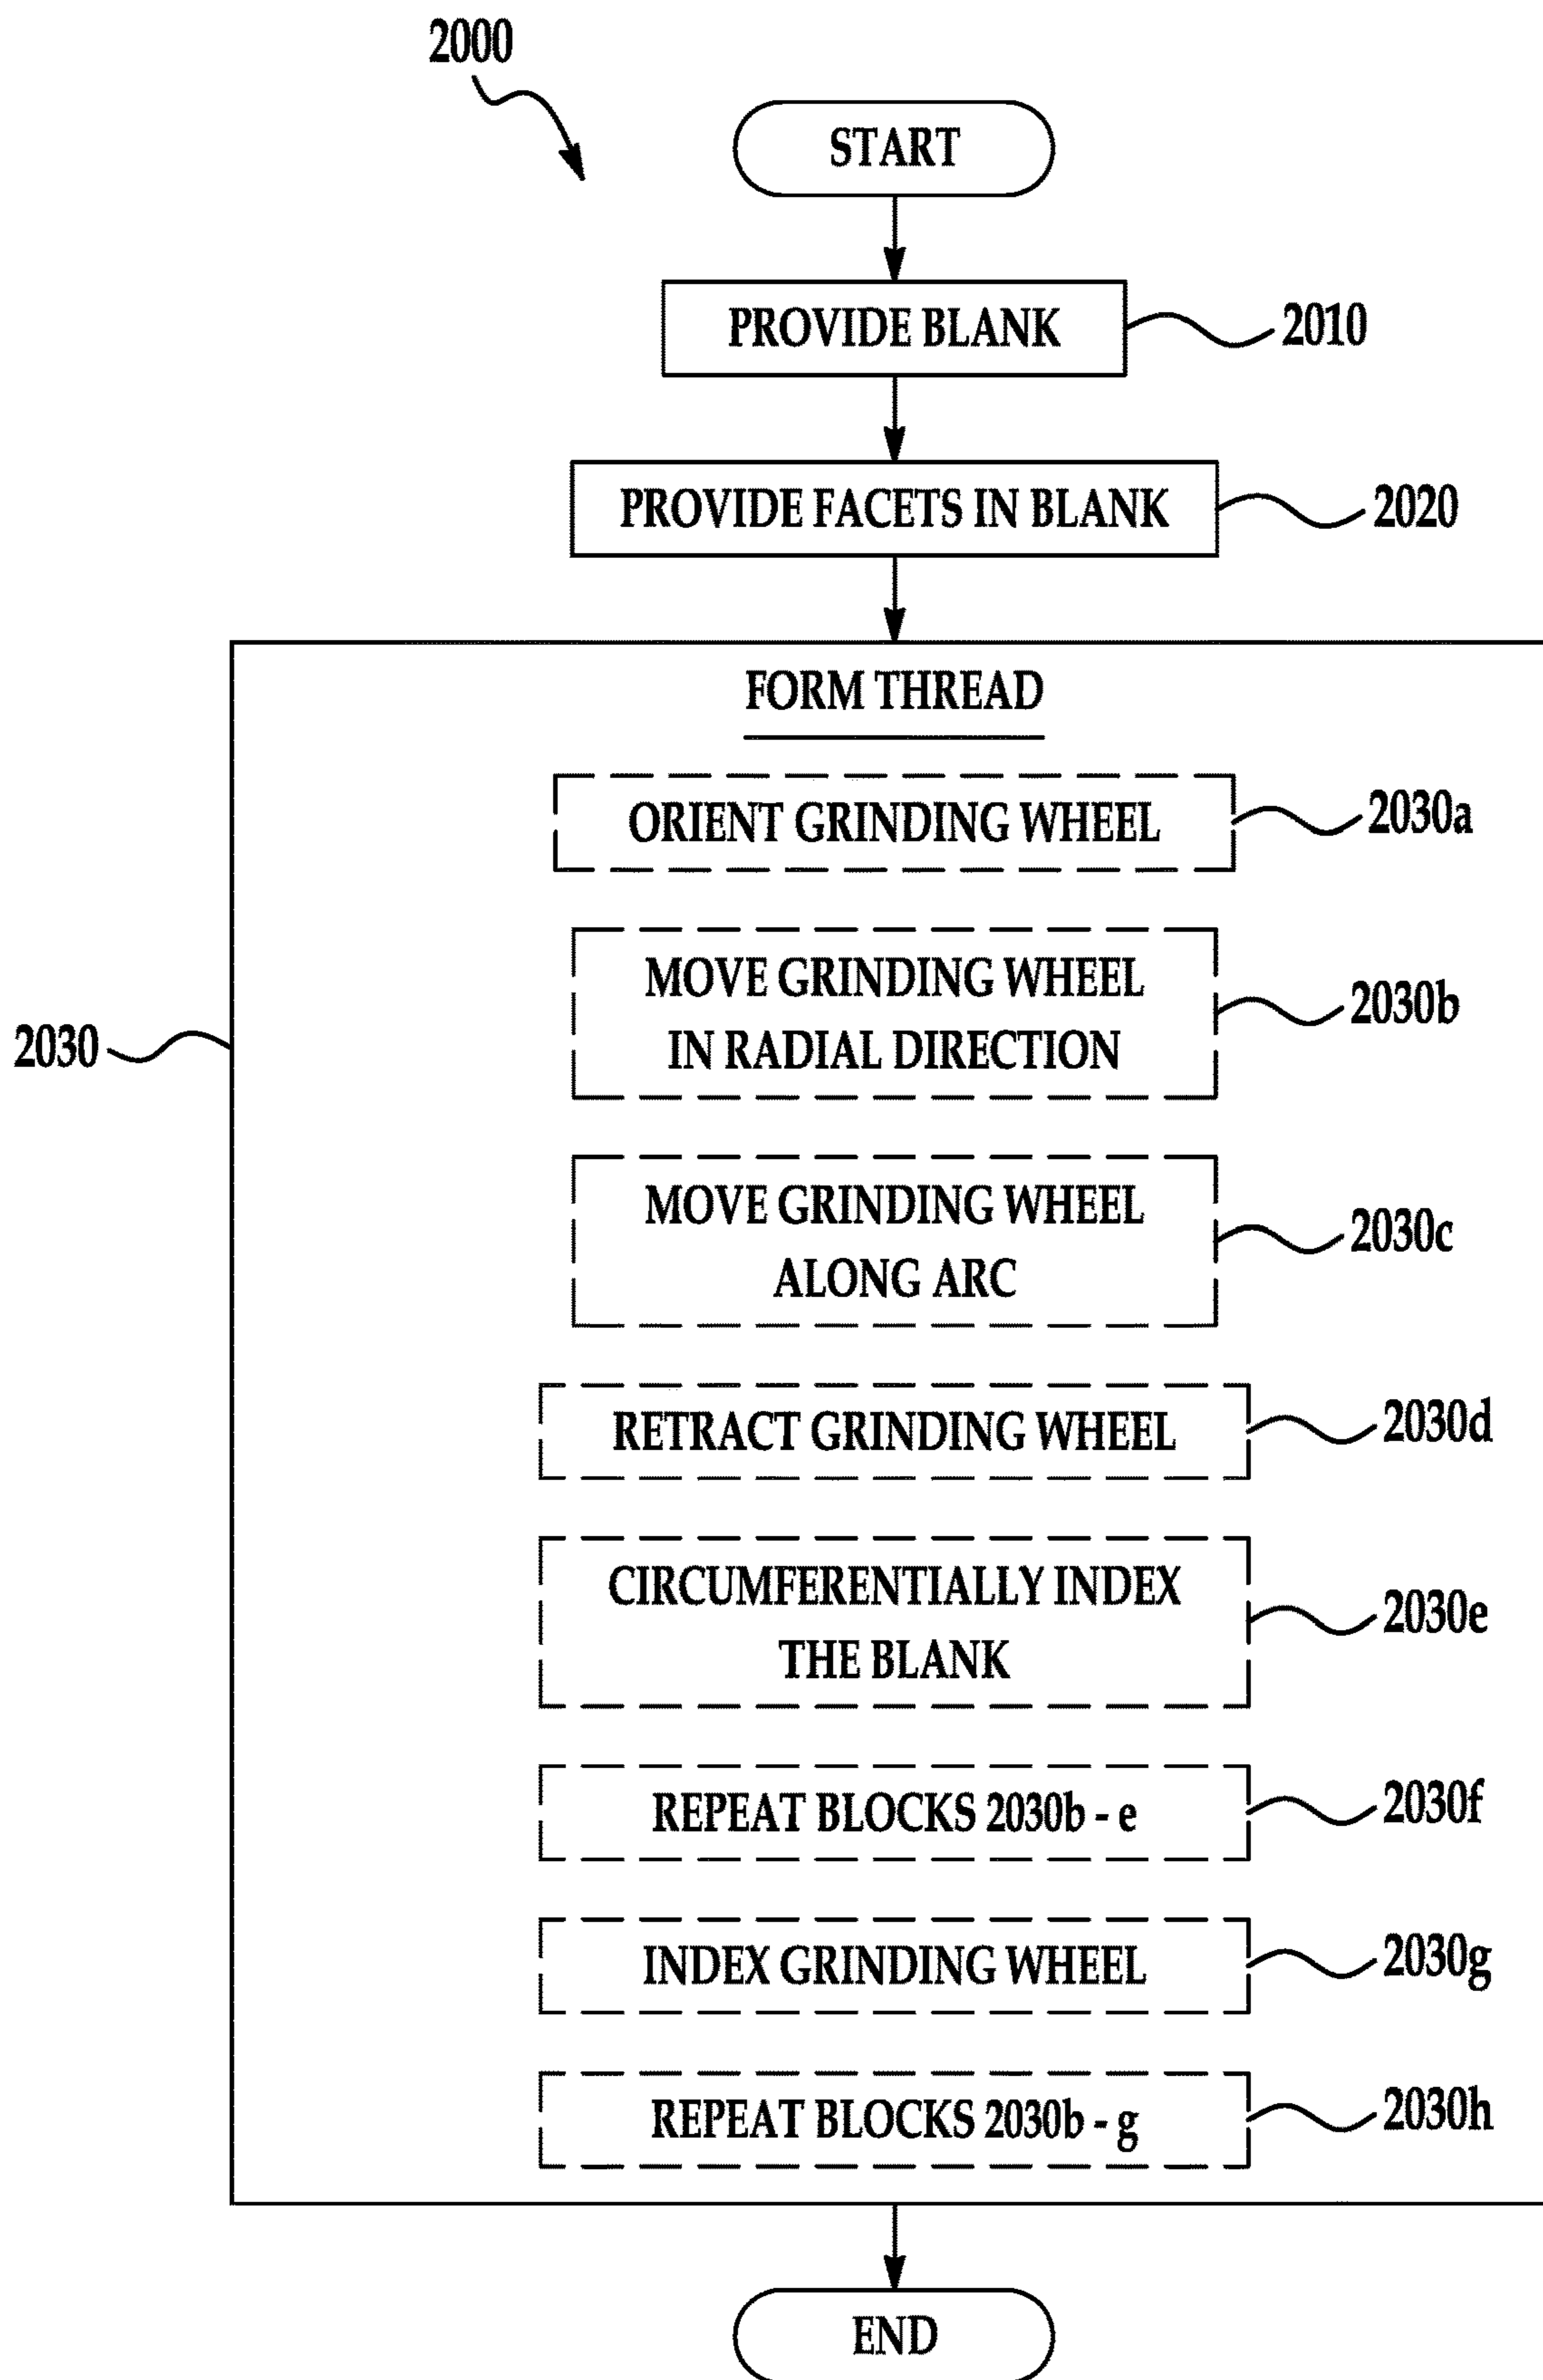 2000
START
PROVIDE BLANK
2010
PROVIDE FACETS IN BLANK
2020
FORM THREAD
ORIENT GRINDING WHEEL
2030a
MOVE GRINDING WHEEL
IN RADIAL DIRECTION
2030b
2030
MOVE GRINDING WHEEL
ALONG ARC
2030c
RETRACT GRINDING WHEEL
2030d
CIRCUMFERENTIALLY INDEX
THE BLANK
2030e
REPEAT BLOCKS 2030b - e
2030f
INDEX GRINDING WHEEL
2030g
REPEAT BLOCKS 2030b - g
2030h
END